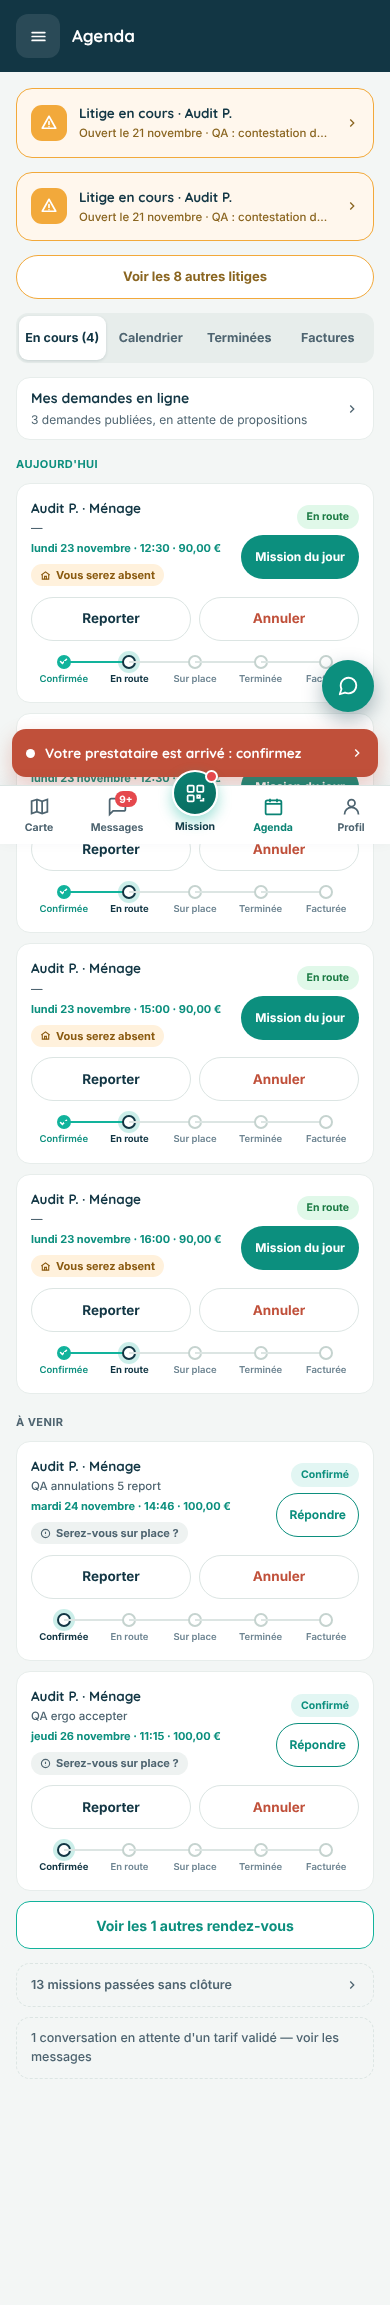 Agenda
Litige en cours · Audit P.
Ouvert le 21 novembre · QA : contestation d...
Litige en cours · Audit P.
Ouvert le 21 novembre · QA : contestation d...
Voir les 8 autres litiges
En cours (4)
Calendrier
Terminées
Factures
Mes demandes en ligne
3 demandes publiées, en attente de propositions
AUJOURD'HUI
Audit P. · Ménage
—
En route
lundi 23 novembre · 12:30 · 90,00 €
Mission du jour
Vous serez absent
Reporter
Annuler
Confirmée
En route
Sur place
Terminée
Votre prestataire est arrivé : confirmez
lundi 23 novembre · 12:30 ·
Mission du jour
9+
Carte
Messages
Mission
Agenda
Profil
Reporter
Annuler
Confirmée
En route
Sur place
Terminée
Facturée
Audit P. · Ménage
—
En route
lundi 23 novembre · 15:00 · 90,00 €
Mission du jour
Vous serez absent
Reporter
Annuler
Confirmée
En route
Sur place
Terminée
Facturée
Audit P. · Ménage
—
En route
lundi 23 novembre · 16:00 · 90,00 €
Mission du jour
Vous serez absent
Reporter
Annuler
Confirmée
En route
Sur place
Terminée
Facturée
À VENIR
Audit P. · Ménage
QA annulations 5 report
Confirmé
mardi 24 novembre · 14:46 · 100,00 €
Répondre
Serez-vous sur place ?
Reporter
Annuler
Confirmée
En route
Sur place
Terminée
Facturée
Audit P. · Ménage
QA ergo accepter
Confirmé
jeudi 26 novembre · 11:15 · 100,00 €
Répondre
Serez-vous sur place ?
Reporter
Annuler
Confirmée
En route
Sur place
Terminée
Facturée
Voir les 1 autres rendez-vous
13 missions passées sans clôture
1 conversation en attente d'un tarif validé — voir les
messages